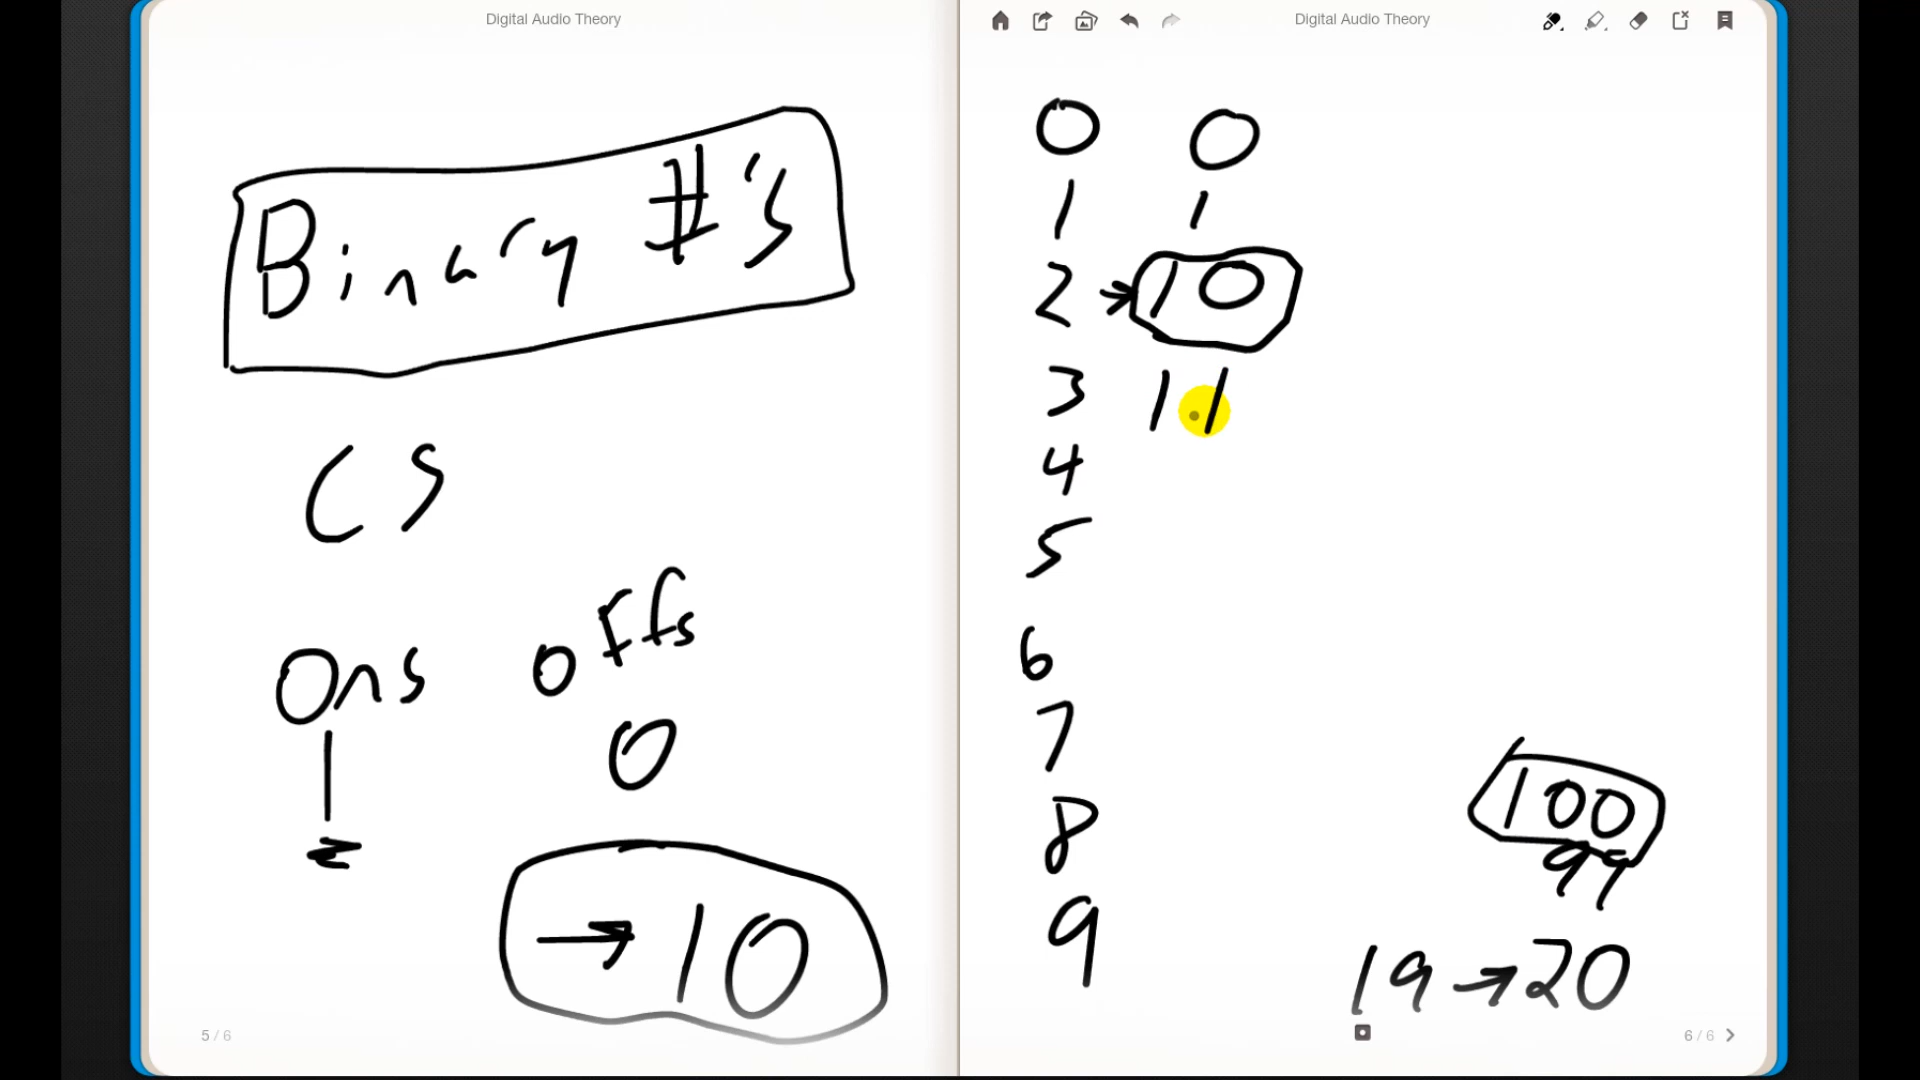 Digital Audio Theory
Binary #'s
CS
Ons offs
1 0
→ 10
5 / 6
Digital Audio Theory
0 0
1 1
2 → 10
3 11
4
5
6
7
8
9
100
99
19 → 20
6 / 6